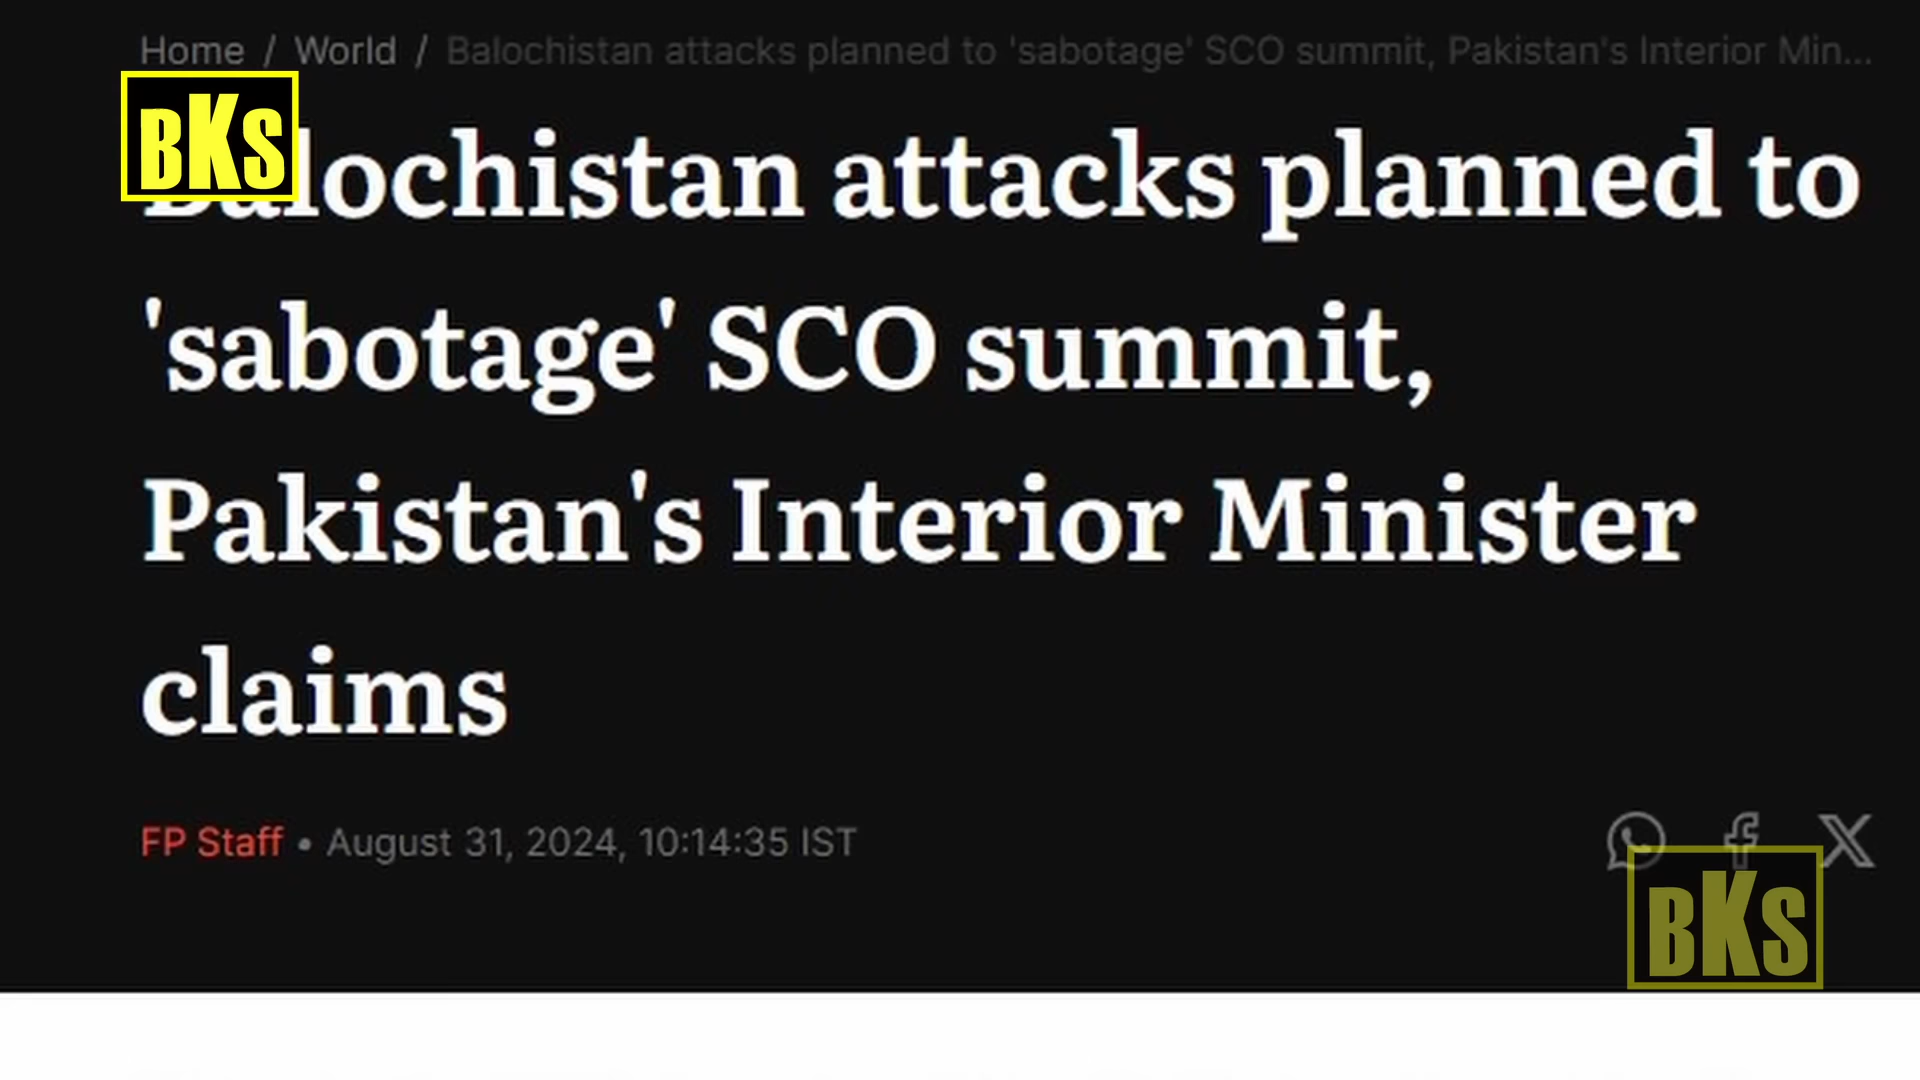 Home / World / Balochistan attacks planned to 'sabotage' SCO summit, Pakistan's Interior Min...
BKS
Balochistan attacks planned to
'sabotage' SCO summit,
Pakistan's Interior Minister
claims
FP Staff • August 31, 2024, 10:14:35 IST
BKS